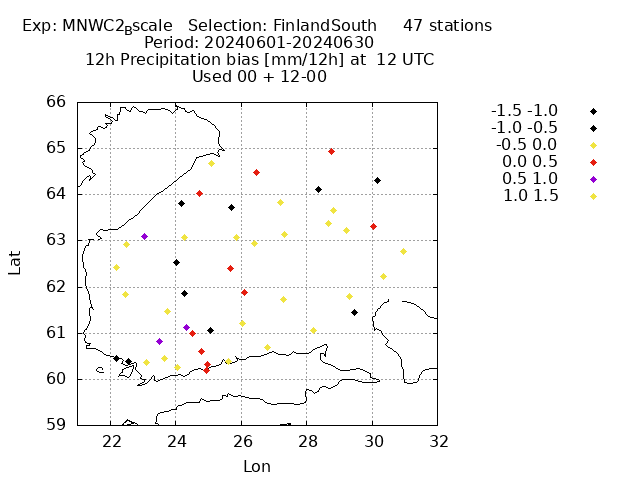 Exp: MNWC2Bscale   Selection: FinlandSouth     47 stations
Period: 20240601-20240630
12h Precipitation bias [mm/12h] at  12 UTC
Used 00 + 12-00
-1.5 -1.0
-1.0 -0.5
-0.5 0.0
0.0 0.5
0.5 1.0
1.0 1.5
66
65
64
63
62
61
60
59
Lat
22 24 26 28 30 32
Lon